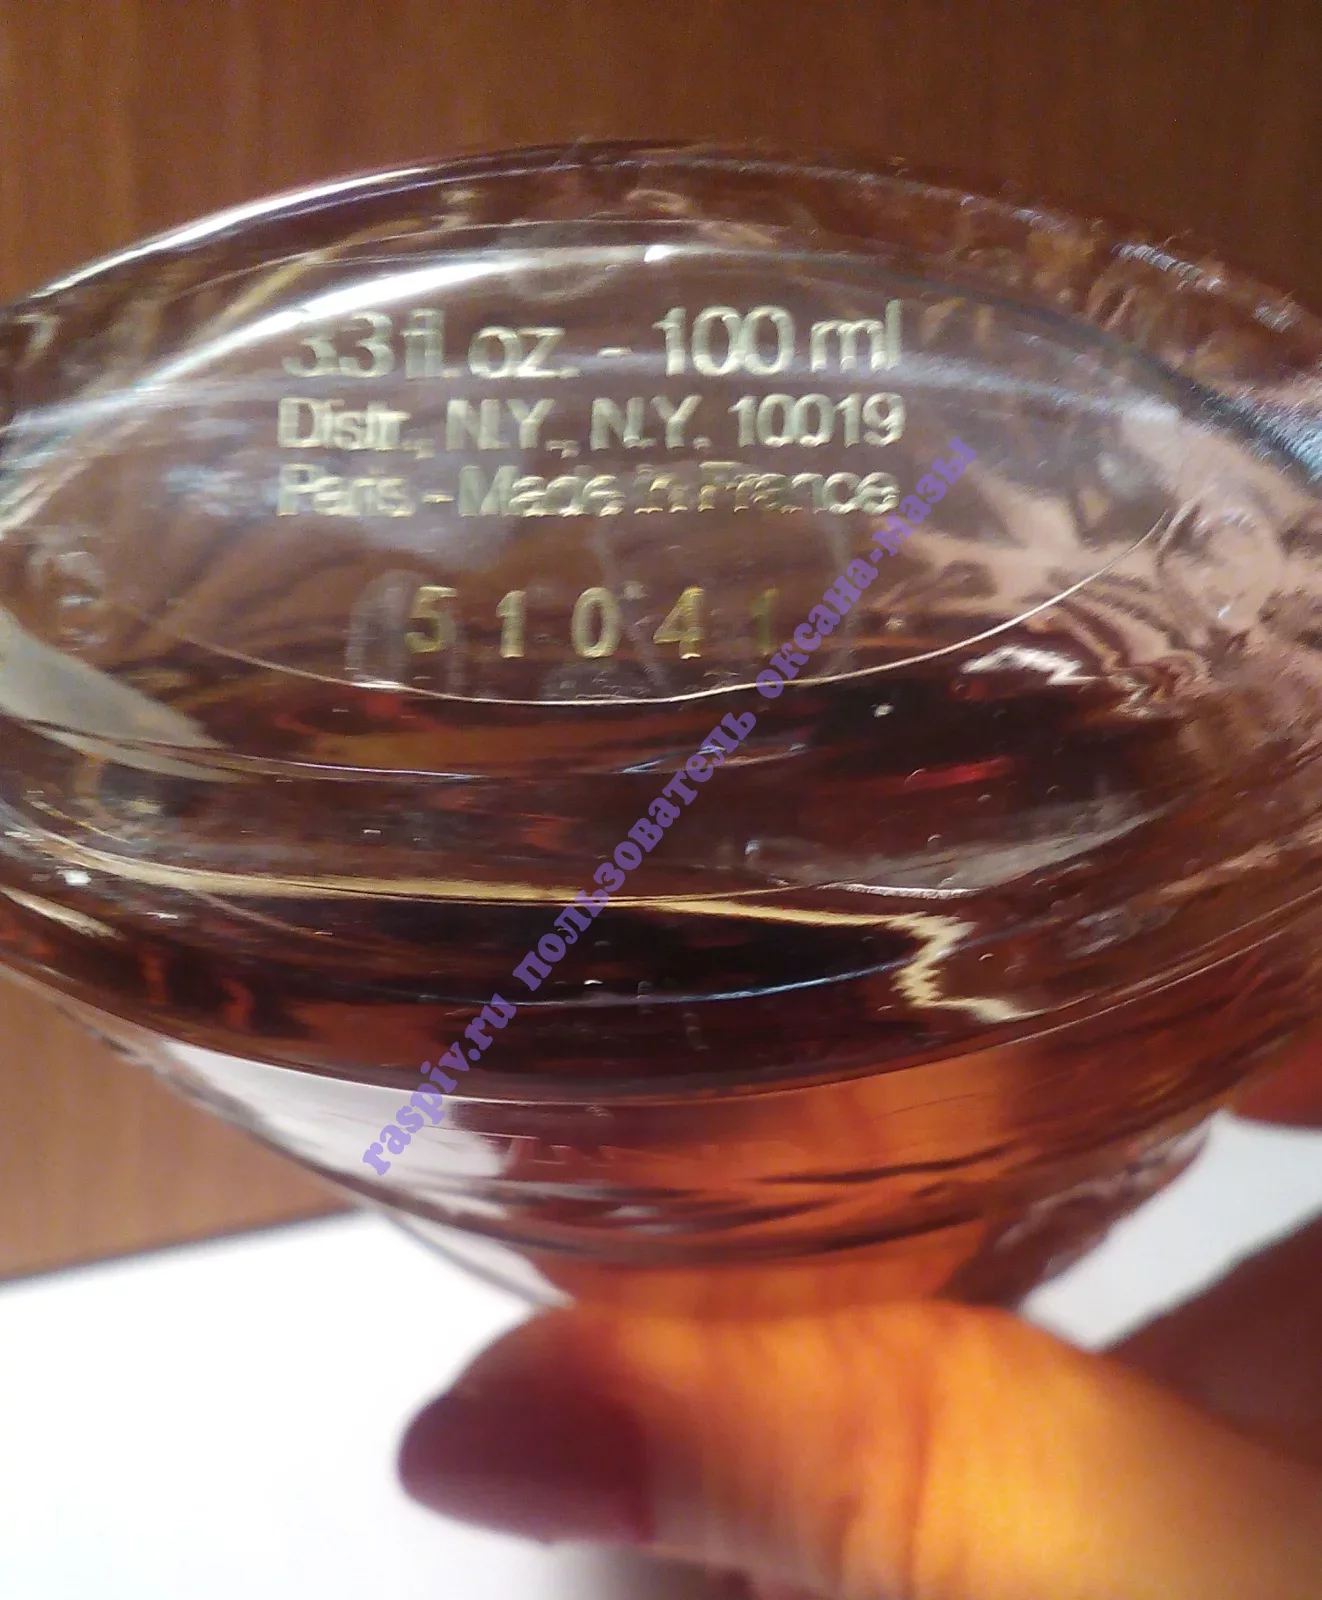 3.3 fl. oz. - 100 ml
Distr., N.Y., N.Y. 10019
Paris - Made in France
51041
raspiv.ru пользователь оксана-мазы